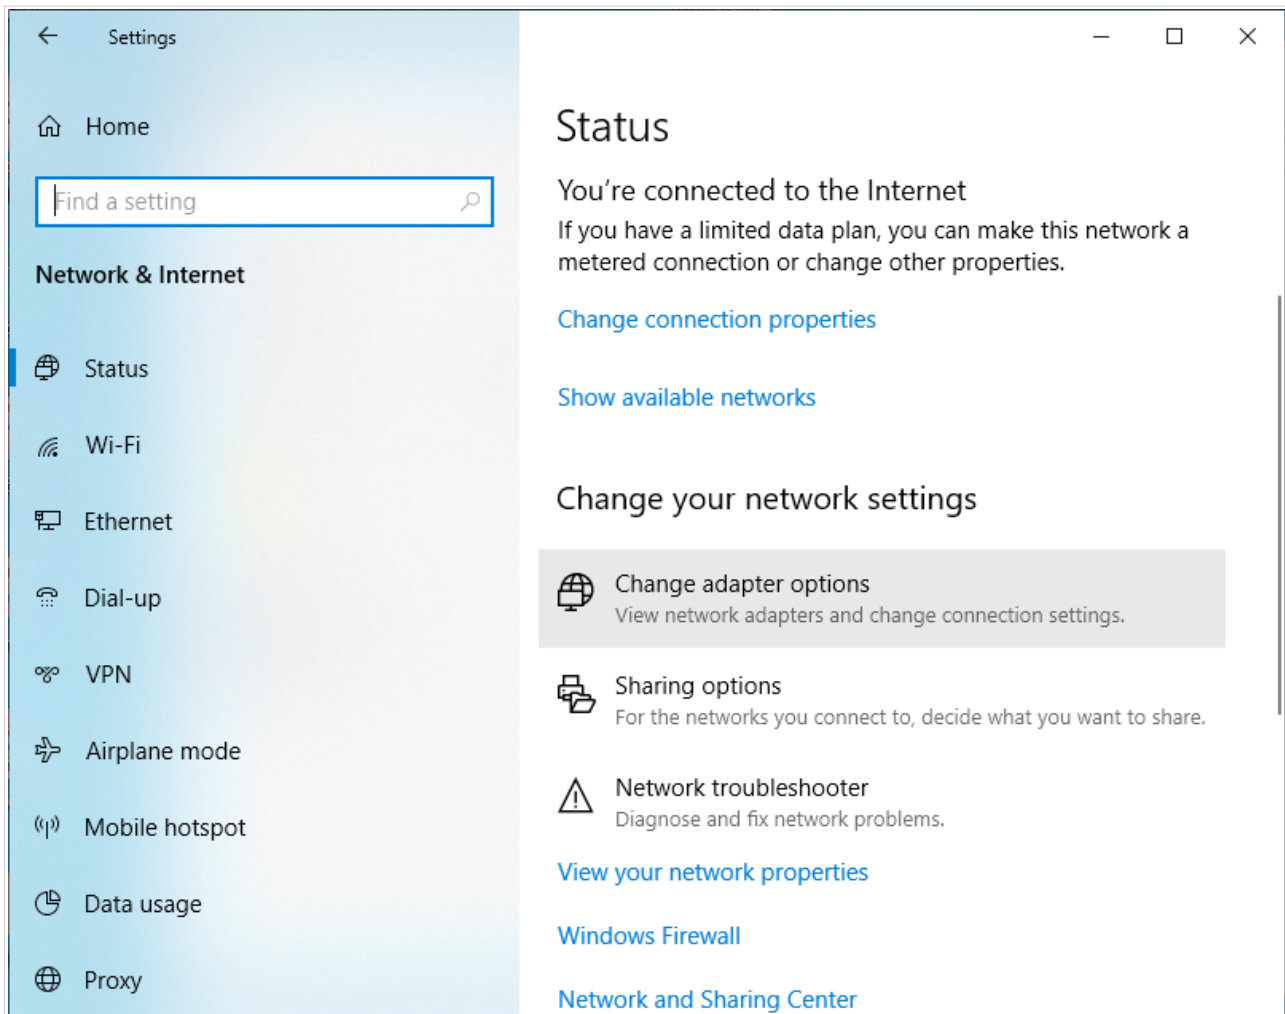 Settings
Home
Find a setting
Network & Internet
Status
Wi-Fi
Ethernet
Dial-up
VPN
Airplane mode
Mobile hotspot
Data usage
Proxy
Status
You're connected to the Internet
If you have a limited data plan, you can make this network a
metered connection or change other properties.
Change connection properties
Show available networks
Change your network settings
Change adapter options
View network adapters and change connection settings.
Sharing options
For the networks you connect to, decide what you want to share.
Network troubleshooter
Diagnose and fix network problems.
View your network properties
Windows Firewall
Network and Sharing Center